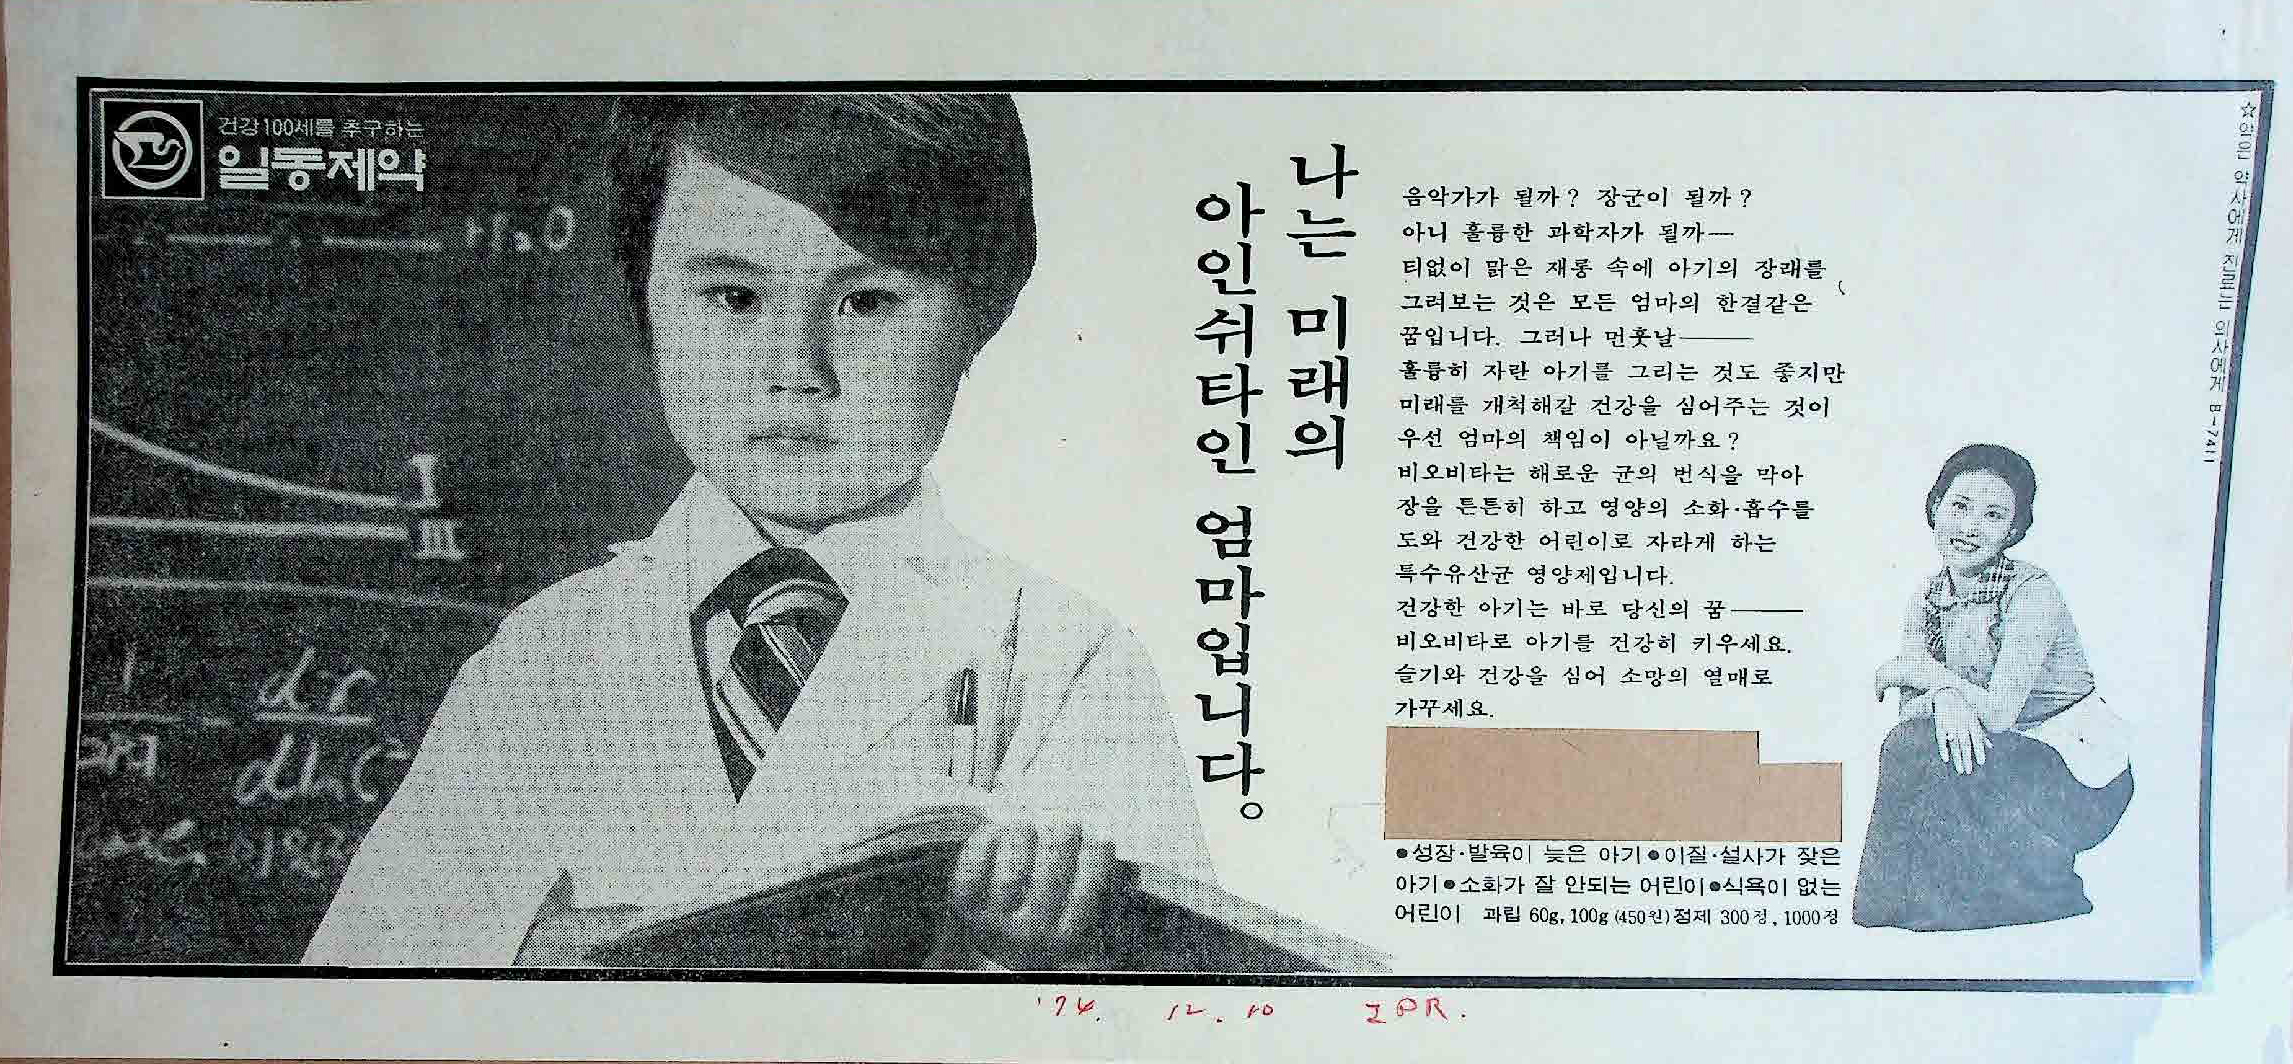 건강100세를 추구하는
일동제약
H₂O
나는 미래의
아인쉬타인 엄마입니다。
음악가가 될까? 장군이 될까?
아니 훌륭한 과학자가 될까―
티없이 맑은 재롱 속에 아기의 장래를
그려보는 것은 모든 엄마의 한결같은
꿈입니다. 그러나 먼훗날――
훌륭히 자란 아기를 그리는 것도 좋지만
미래를 개척해갈 건강을 심어주는 것이
우선 엄마의 책임이 아닐까요?
비오비타는 해로운 균의 번식을 막아
장을 튼튼히 하고 영양의 소화·흡수를
도와 건강한 어린이로 자라게 하는
특수유산균 영양제입니다.
건강한 아기는 바로 당신의 꿈――
비오비타로 아기를 건강히 키우세요.
슬기와 건강을 심어 소망의 열매로
가꾸세요.
●성장·발육이 늦은 아기●이질·설사가 잦은
아기●소화가 잘 안되는 어린이●식욕이 없는
어린이 과립 60g, 100g (450원) 정제 300정, 1000정
☆약은 약사에게 진료는 의사에게 B-7411
dr
dh
'74. 12. 10